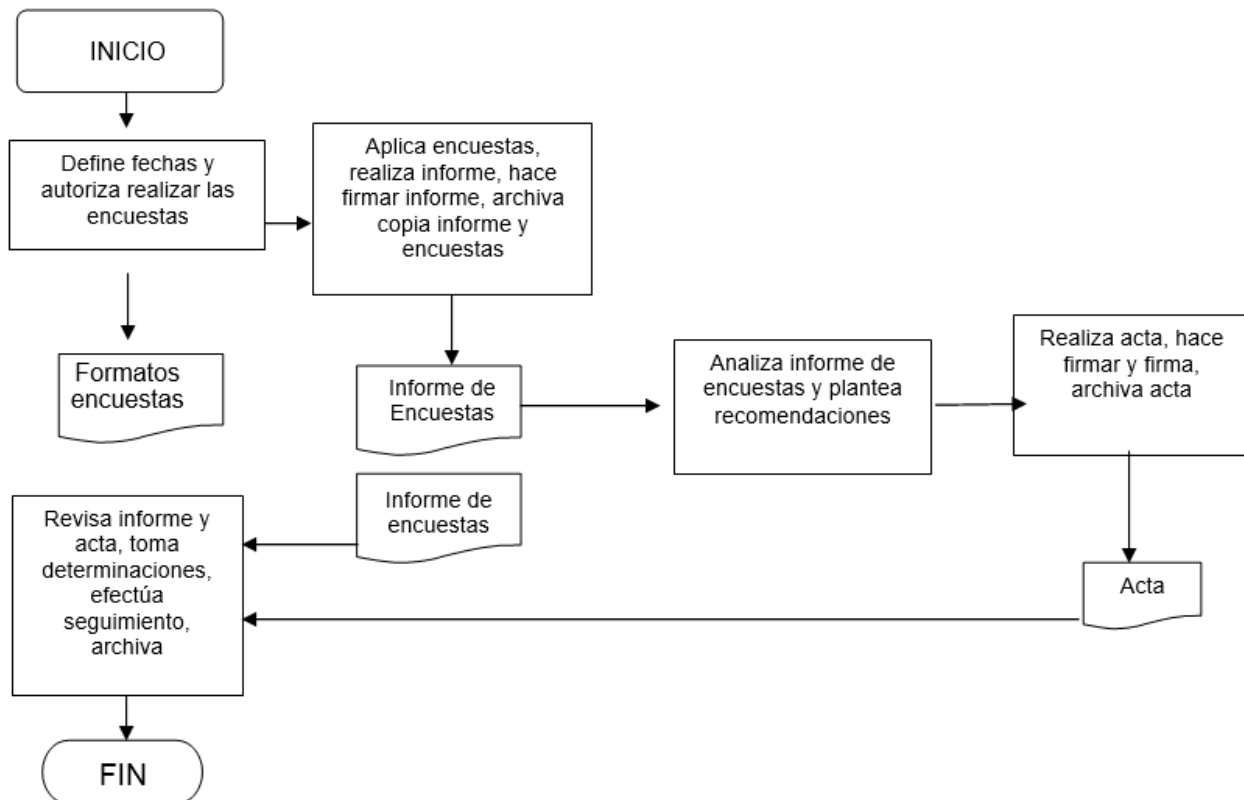 INICIO
Define fechas y
autoriza realizar las
encuestas
Aplica encuestas,
realiza informe, hace
firmar informe, archiva
copia informe y
encuestas
Formatos
encuestas
Informe de
Encuestas
Analiza informe de
encuestas y plantea
recomendaciones
Realiza acta, hace
firmar y firma,
archiva acta
Informe de
encuestas
Revisa informe y
acta, toma
determinaciones,
efectúa
seguimiento,
archiva
Acta
FIN